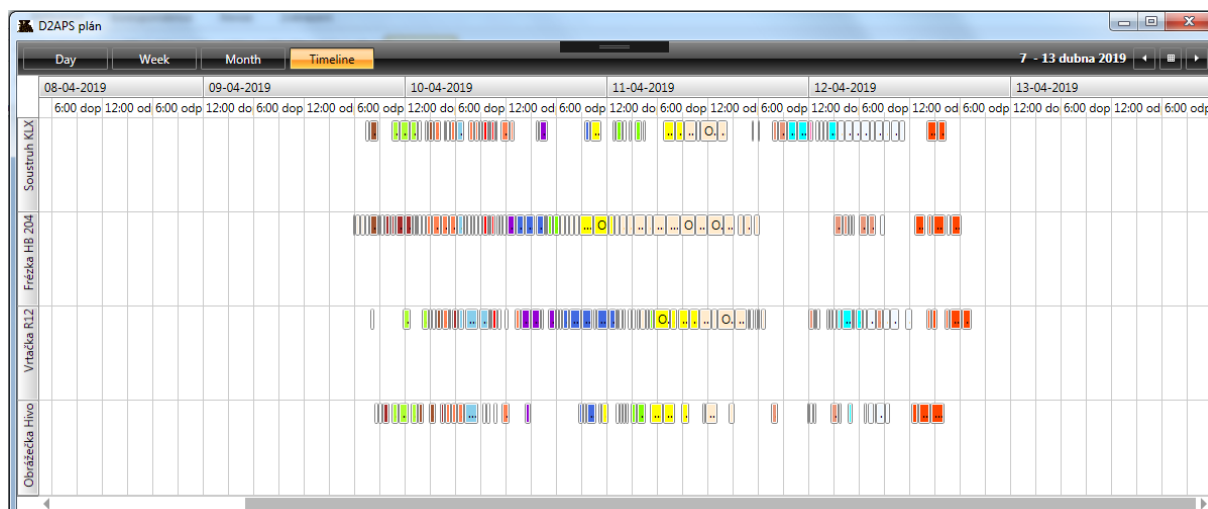 D2APS plán
Day Week Month Timeline 7 - 13 dubna 2019
08-04-2019 09-04-2019 10-04-2019 11-04-2019 12-04-2019 13-04-2019
6:00 dop 12:00 od 6:00 odp 12:00 do 6:00 dop 12:00 od 6:00 odp 12:00 do 6:00 dop 12:00 od 6:00 odp 12:00 do 6:00 dop 12:00 od 6:00 odp 12:00 do 6:00 dop 12:00 od 6:00 odp 12:00 do 6:00 dop 12:00 od 6:00 odp
Soustruh KLX
Frézka HB 204
Vrtačka R12
Obrážečka Hlvo